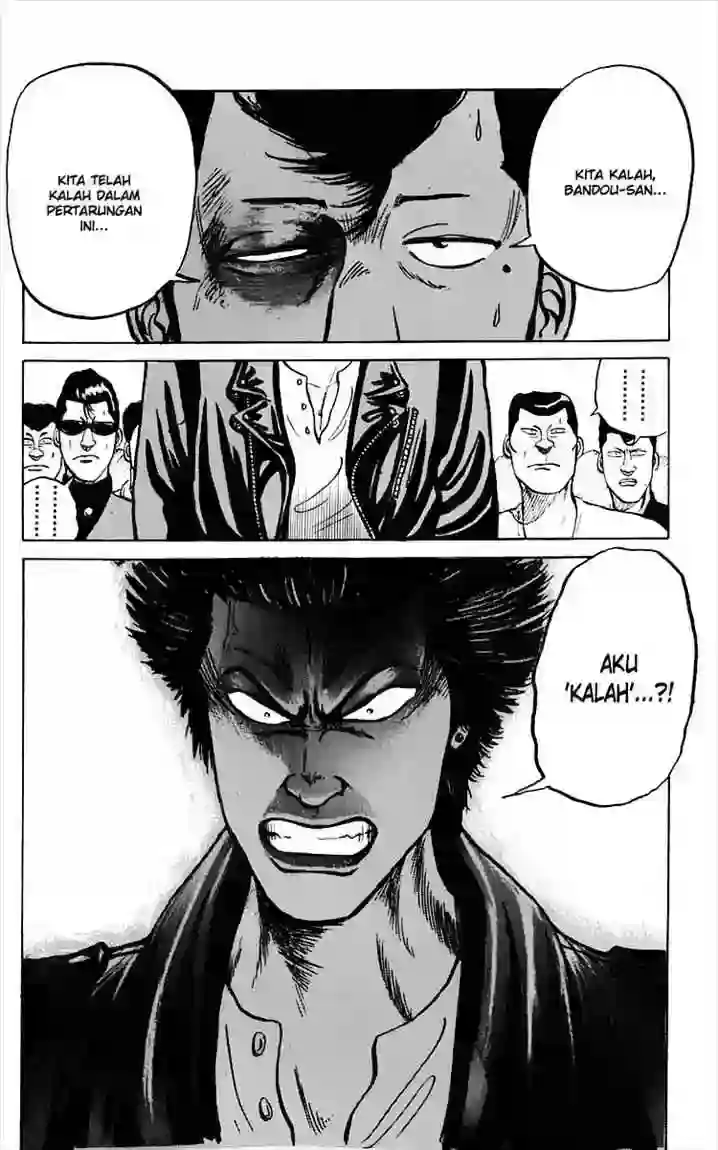 KITA KALAH,
BANDOU-SAN...
KITA TELAH
KALAH DALAM
PERTARUNGAN
INI...
AKU
'KALAH'...?!